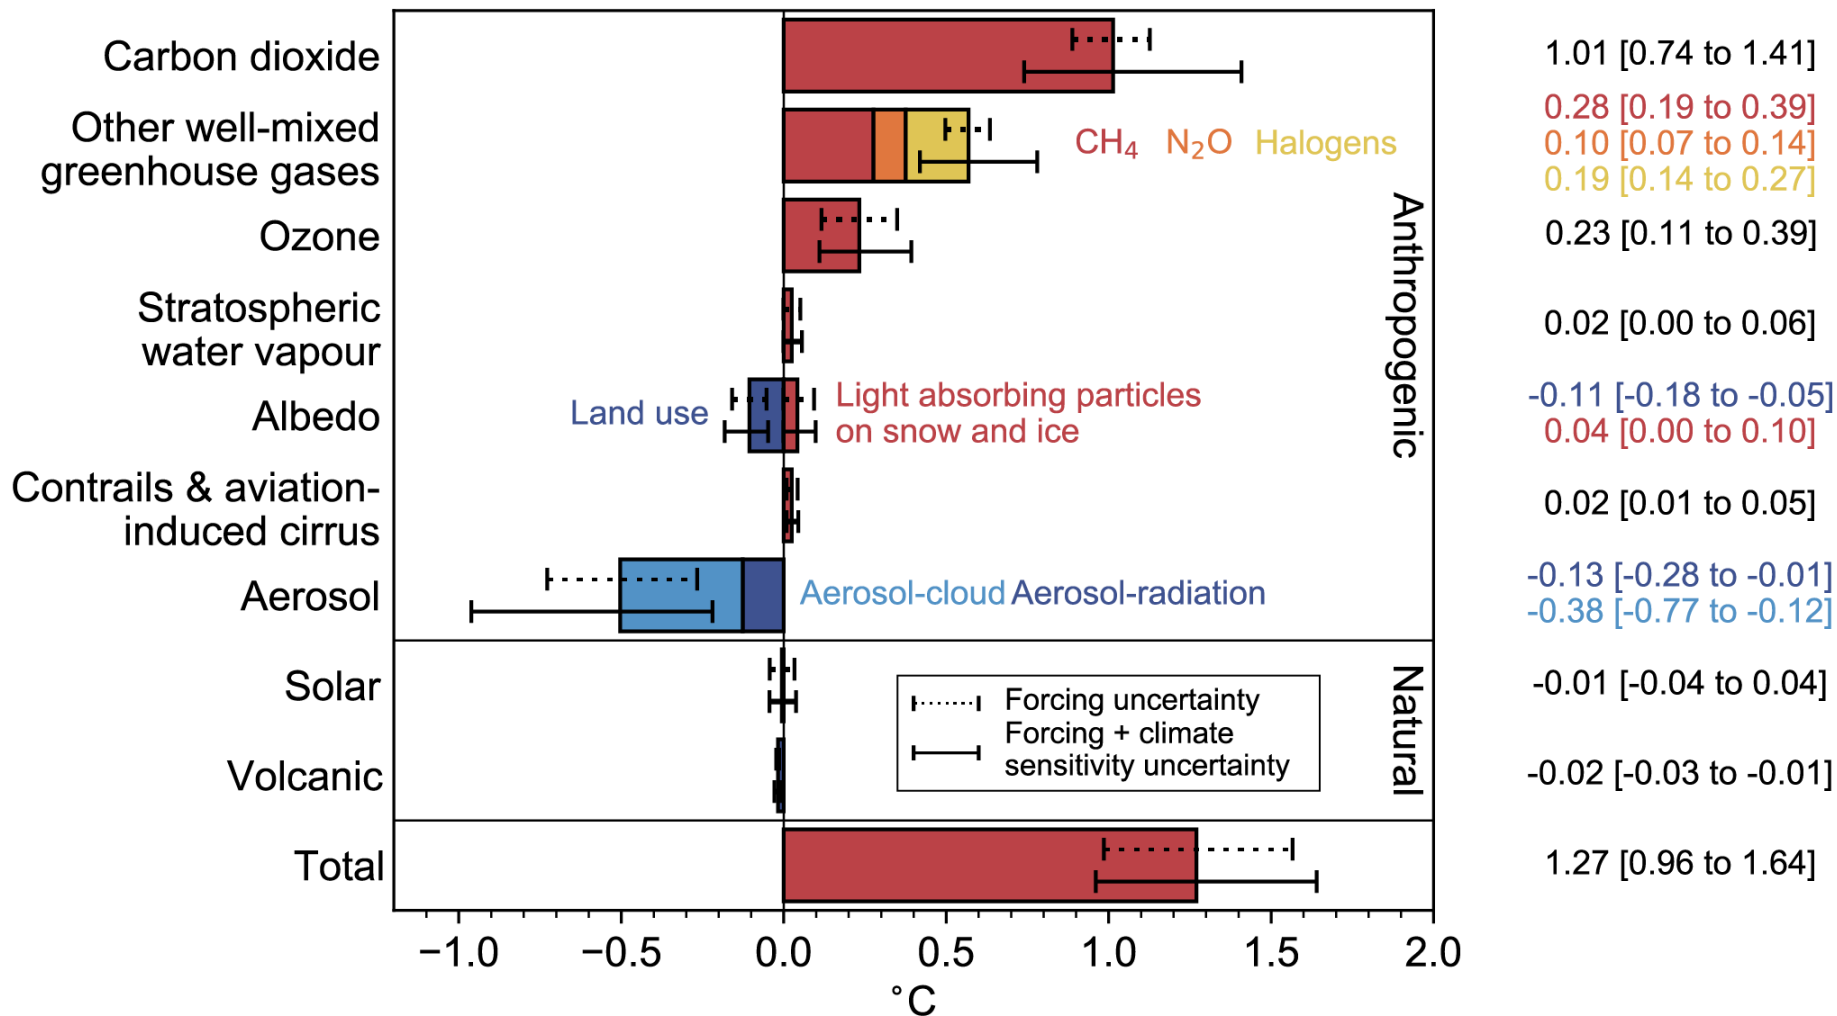 Carbon dioxide
1.01 [0.74 to 1.41]
Other well-mixed
greenhouse gases
CH₄ N₂O Halogens
0.28 [0.19 to 0.39]
0.10 [0.07 to 0.14]
0.19 [0.14 to 0.27]
Ozone
0.23 [0.11 to 0.39]
Stratospheric
water vapour
0.02 [0.00 to 0.06]
Albedo
Land use
Light absorbing particles
on snow and ice
-0.11 [-0.18 to -0.05]
0.04 [0.00 to 0.10]
Contrails & aviation-
induced cirrus
0.02 [0.01 to 0.05]
Aerosol
Aerosol-cloud Aerosol-radiation
-0.13 [-0.28 to -0.01]
-0.38 [-0.77 to -0.12]
Anthropogenic
Solar
-0.01 [-0.04 to 0.04]
Volcanic
-0.02 [-0.03 to -0.01]
Forcing uncertainty
Forcing + climate
sensitivity uncertainty
Natural
Total
1.27 [0.96 to 1.64]
−1.0 −0.5 0.0 0.5 1.0 1.5 2.0
°C